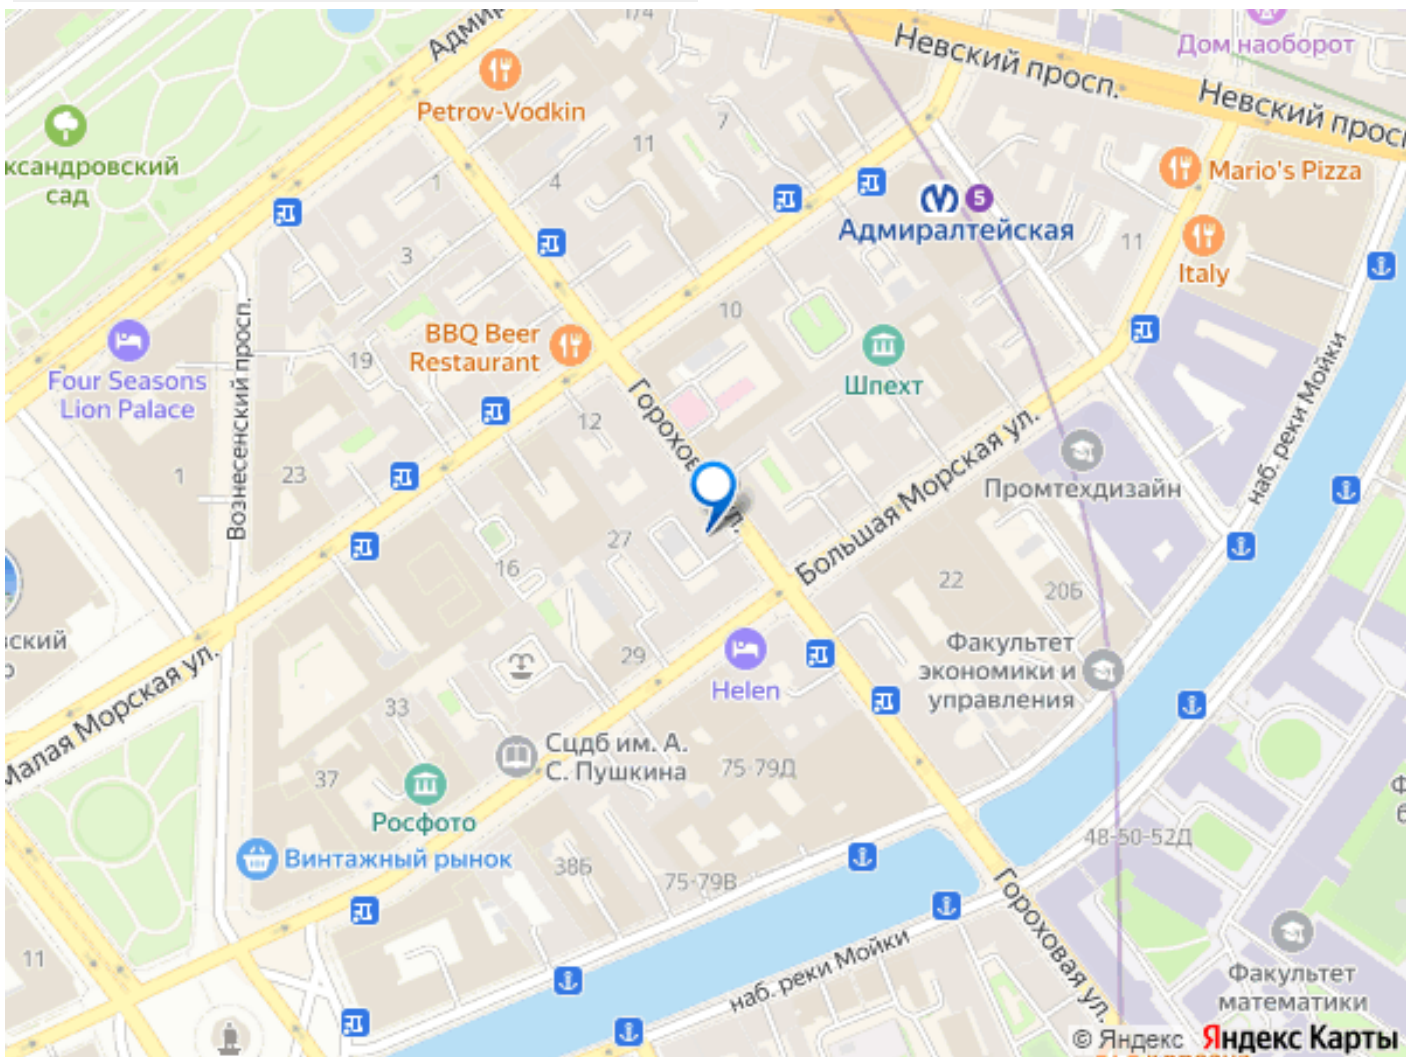 Невский просп.
Дом наоборот
Невский
Petrov-Vodkin
7
11
ксандровский
сад
1
4
Mario's Pizza
5
Адмиралтейская
11
3
Italy
10
BBQ Beer
Restaurant
19
Four Seasons
Lion Palace
Шпехт
Вознесенский просп.
наб. реки Мойки
12
Гороховая ул.
Большая Морская ул.
1
23
Промтехдизайн
27
16
22
20Б
Факультет
экономики и
управления
29
Helen
Малая Морская ул.
33
37
Сцдб им. А.
С. Пушкина
75-79Д
Росфото
Винтажный рынок
38Б
75-79В
48-50-52Д
Гороховая ул.
наб. реки Мойки
11
Факультет
математики
© Яндекс Яндекс Карты